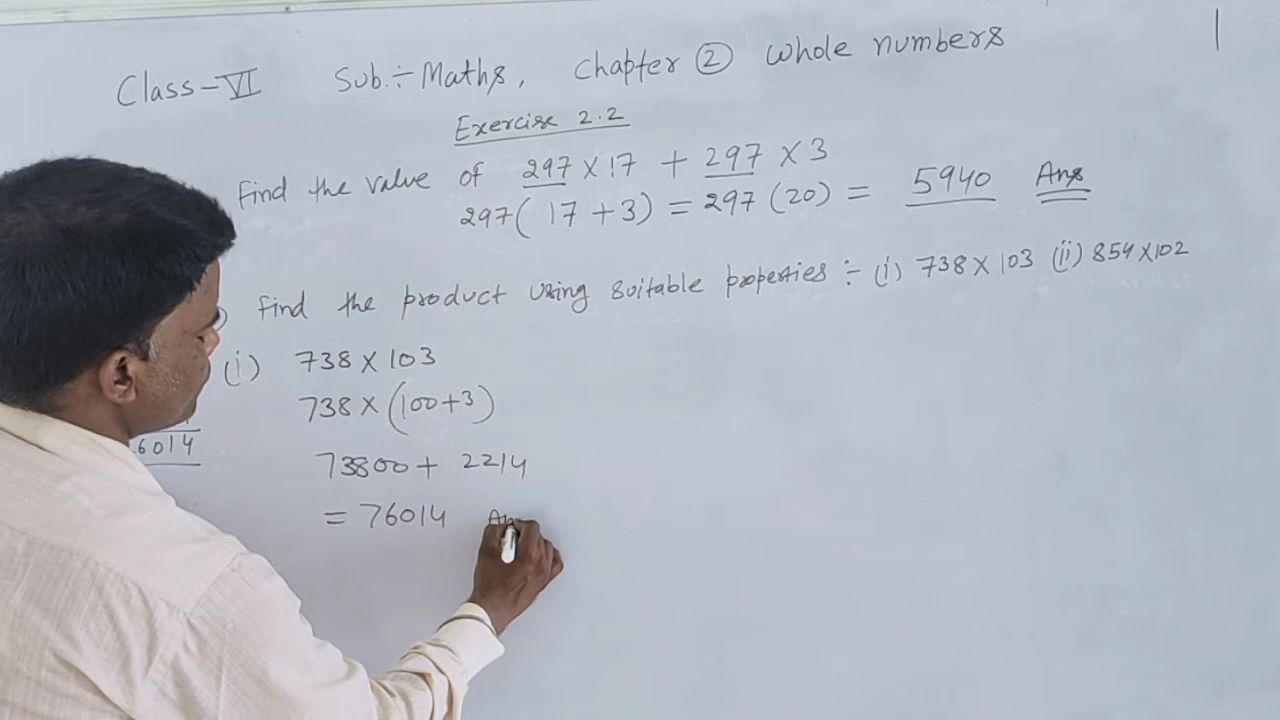 Class-VI Sub.÷Maths, Chapter ② Whole numbers
Exercise 2.2
Find the value of 297 × 17 + 297 × 3
297( 17 + 3) = 297 (20) = 5940 Ans
Find the product using suitable properties ÷ (i) 738 × 103 (ii) 854 × 102
(i) 738 × 103
738 × (100+3)
6014
73800 + 2214
= 76014 An